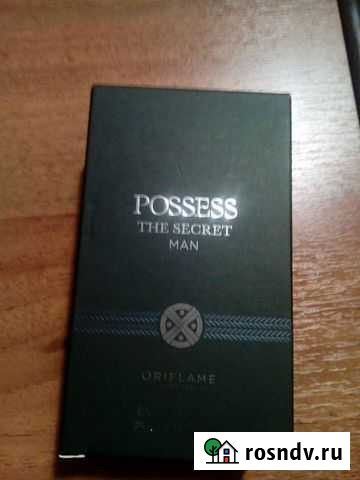 POSSESS
THE SECRET
MAN
ORIFLAME
rosndv.ru